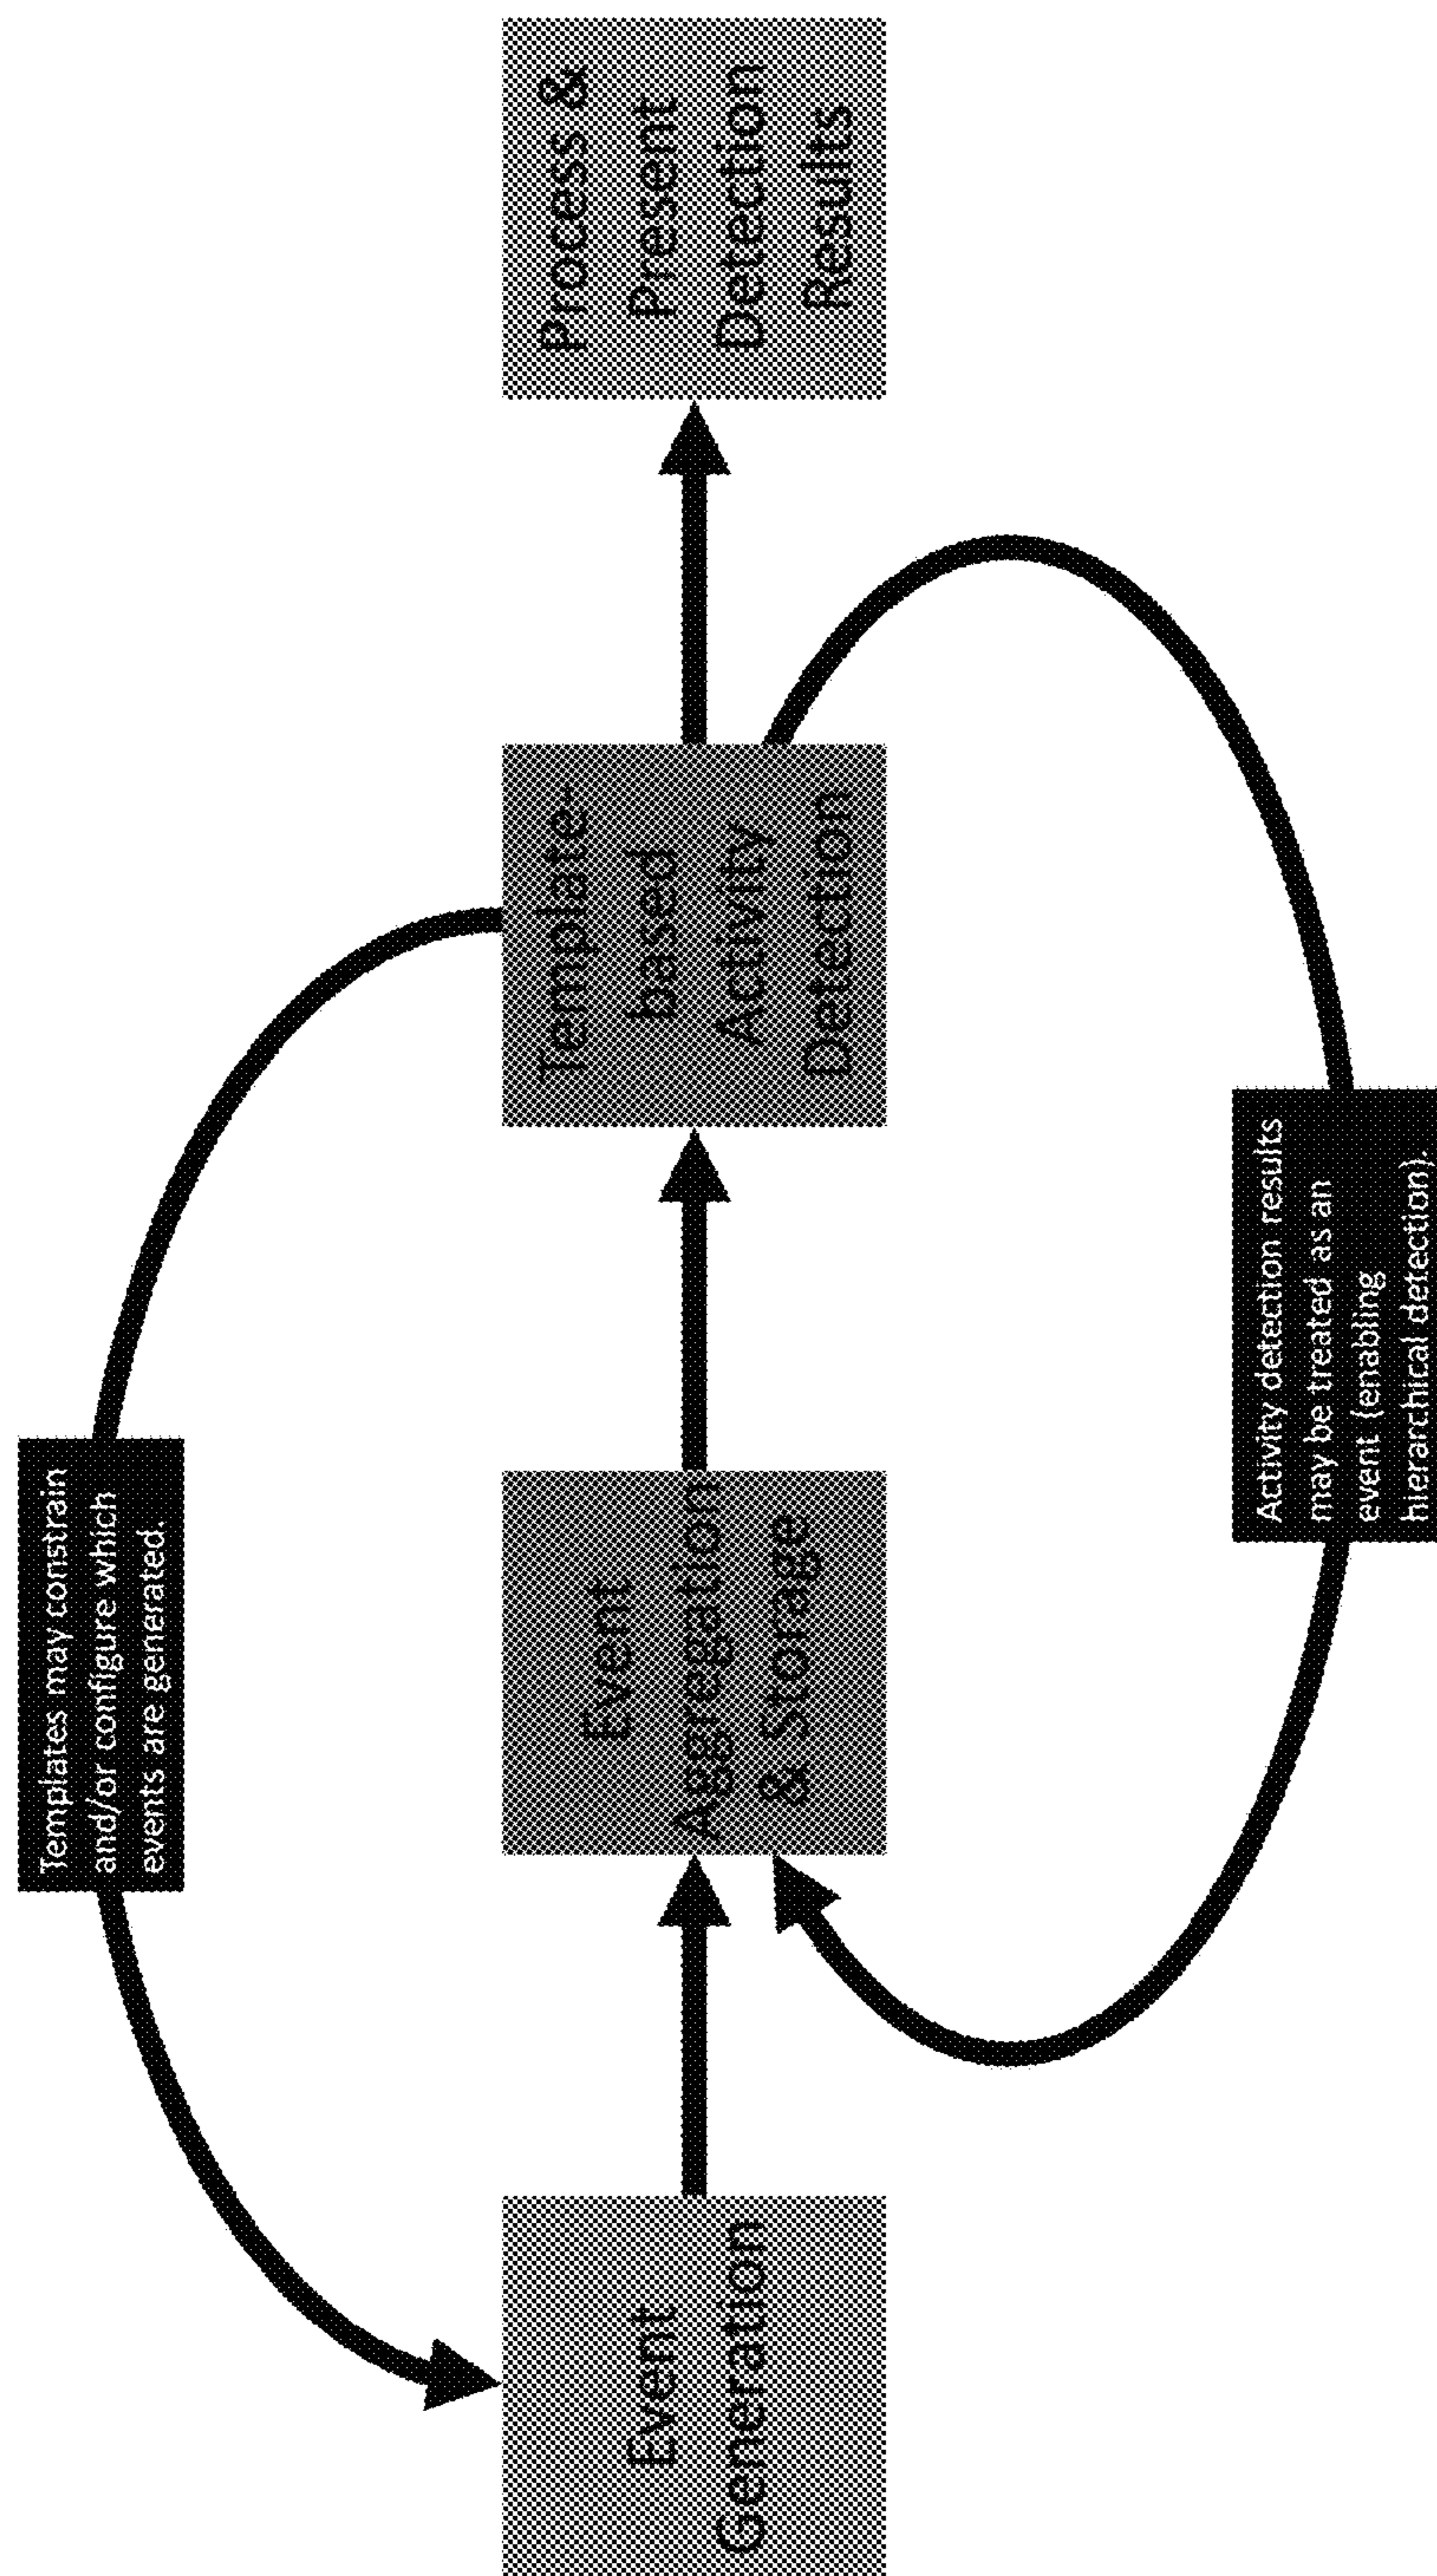 Templates may constrain
and/or configure which
events are generated.
Event
Generation
Event
Aggregation
& Storage
Template-
based
Activity
Detection
Process &
Present
Detection
Results
Activity detection results
may be treated as an
event (enabling
hierarchical detection).